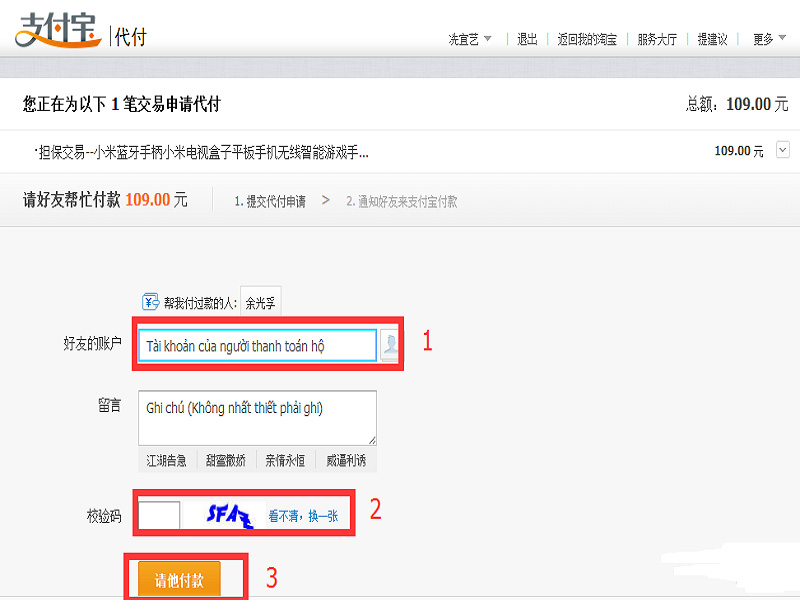 支付宝 | 代付
冼宜艺 | 退出 | 返回我的淘宝 | 服务大厅 | 提建议 | 更多
您正在为以下 1 笔交易申请代付 总额：109.00 元
·担保交易--小米蓝牙手柄小米电视盒子平板手机无线智能游戏手... 109.00 元
请好友帮忙付款 109.00 元 1. 提交代付申请 > 2. 通知好友来支付宝付款
帮我付过款的人: 余光孚
好友的账户 Tài khoản của người thanh toán hộ 1
留言 Ghi chú (Không nhất thiết phải ghi)
江湖告急 甜蜜撒娇 亲情永恒 威逼利诱
校验码 SFAZ 看不清，换一张 2
请他付款 3